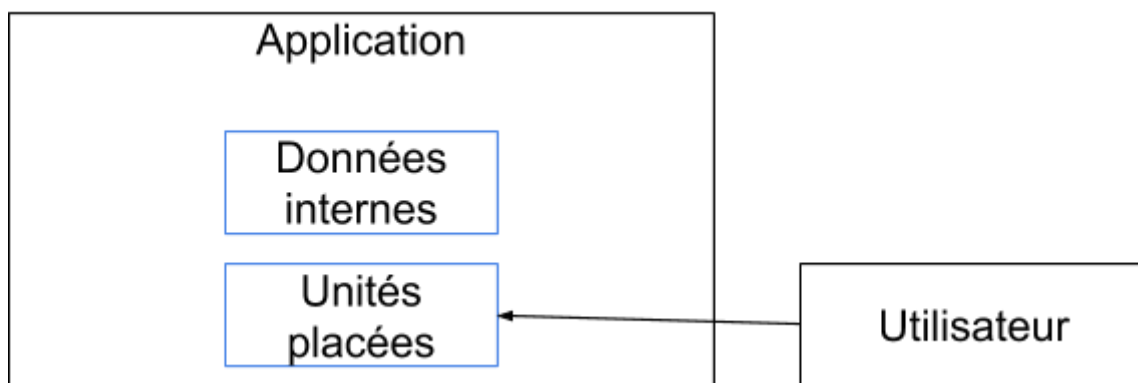 Application
Données
internes
Unités
placées
Utilisateur